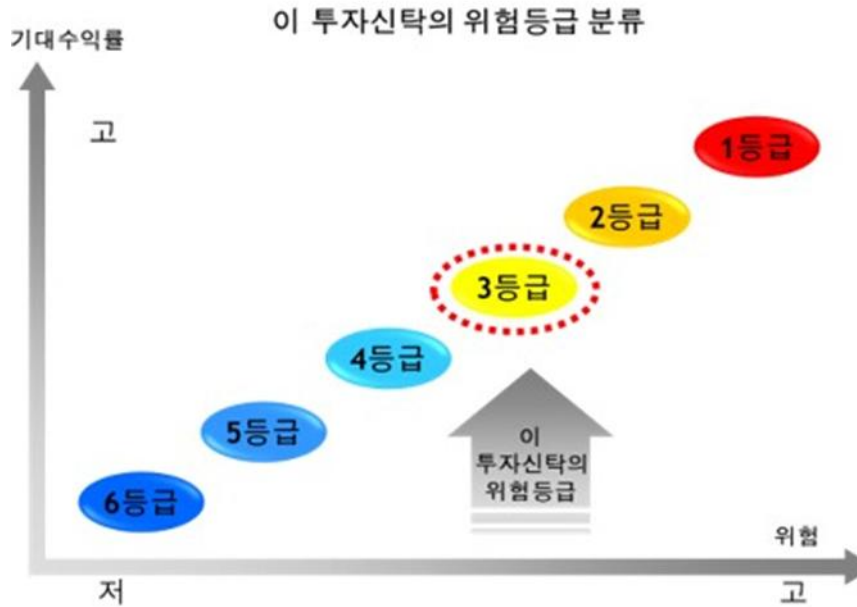 이 투자신탁의 위험등급 분류
기대수익률
고
1등급
2등급
3등급
4등급
5등급
6등급
이
투자신탁의
위험등급
위험
저
고